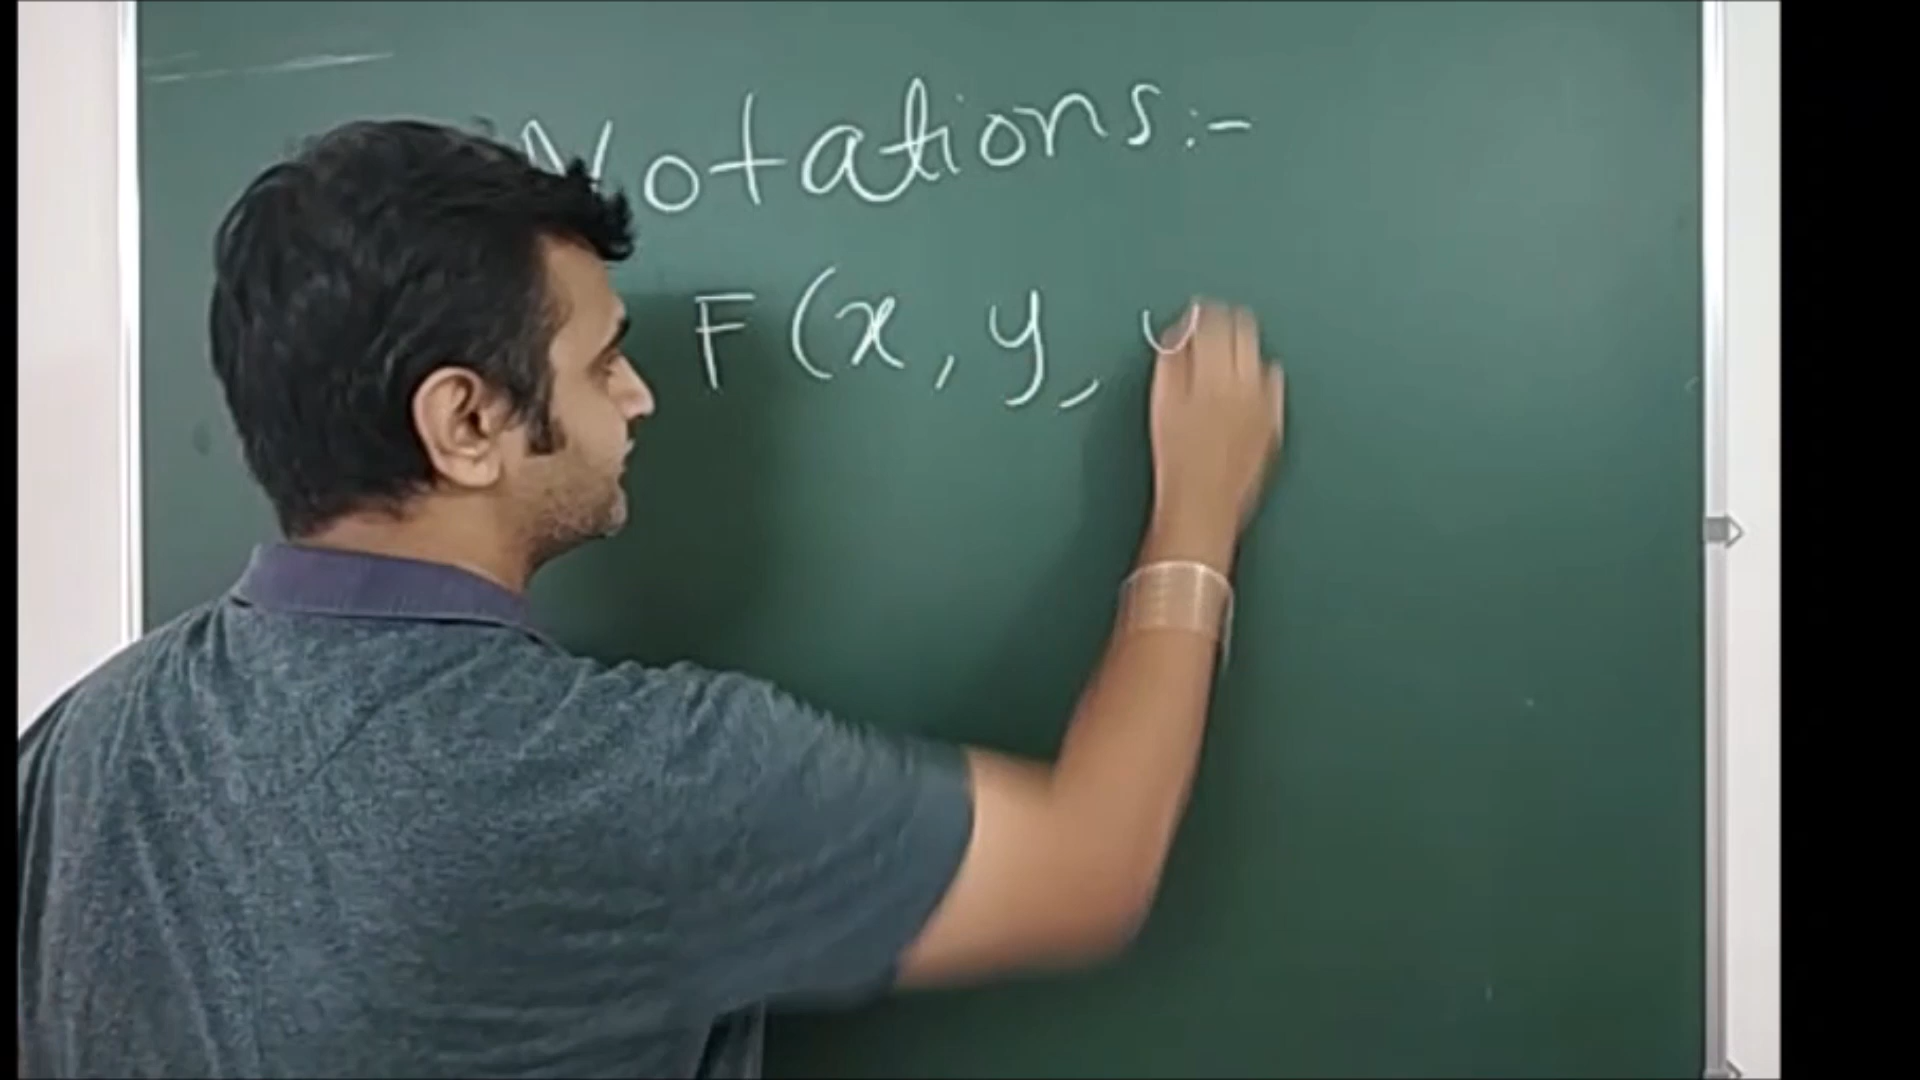 Notations:-
F(x, y, u